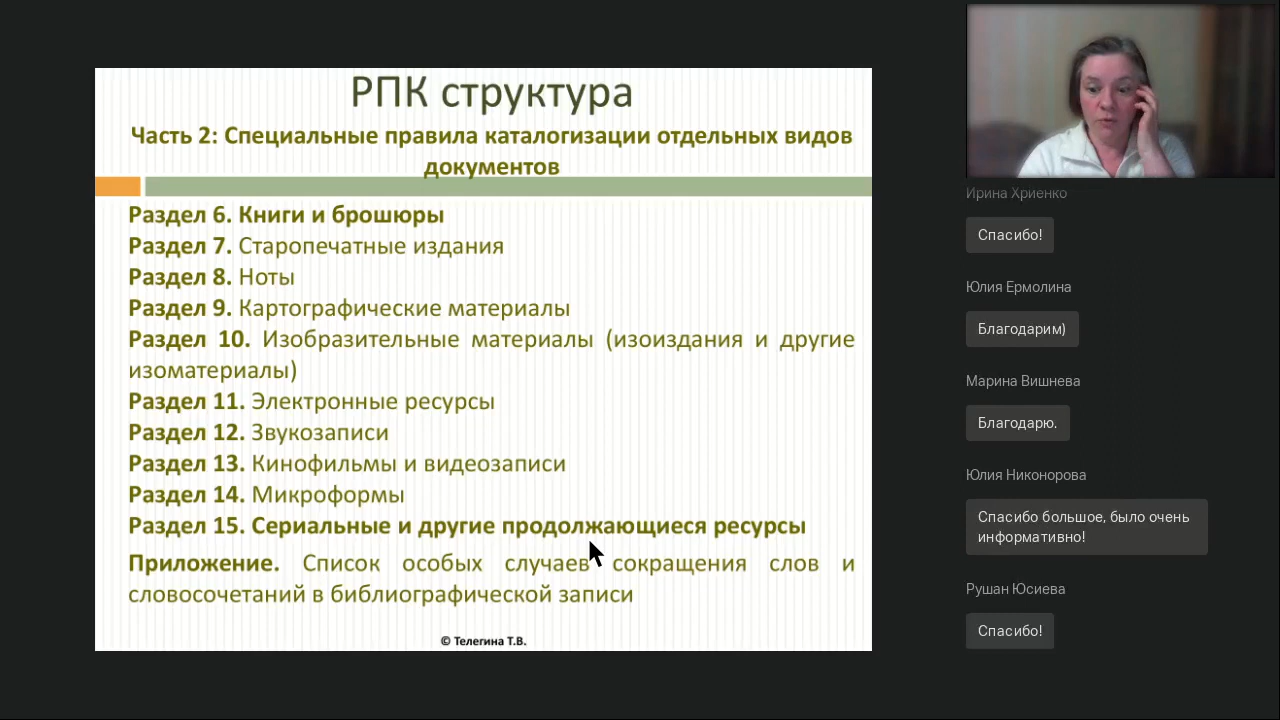 РПК структура
Часть 2: Специальные правила каталогизации отдельных видов
документов
Раздел 6. Книги и брошюры
Раздел 7. Старопечатные издания
Раздел 8. Ноты
Раздел 9. Картографические материалы
Раздел 10. Изобразительные материалы (изоиздания и другие
изоматериалы)
Раздел 11. Электронные ресурсы
Раздел 12. Звукозаписи
Раздел 13. Кинофильмы и видеозаписи
Раздел 14. Микроформы
Раздел 15. Сериальные и другие продолжающиеся ресурсы
Приложение. Список особых случаев сокращения слов и
словосочетаний в библиографической записи
© Телегина Т.В.
Ирина Хриенко
Спасибо!
Юлия Ермолина
Благодарим)
Марина Вишнева
Благодарю.
Юлия Никонорова
Спасибо большое, было очень
информативно!
Рушан Юсиева
Спасибо!